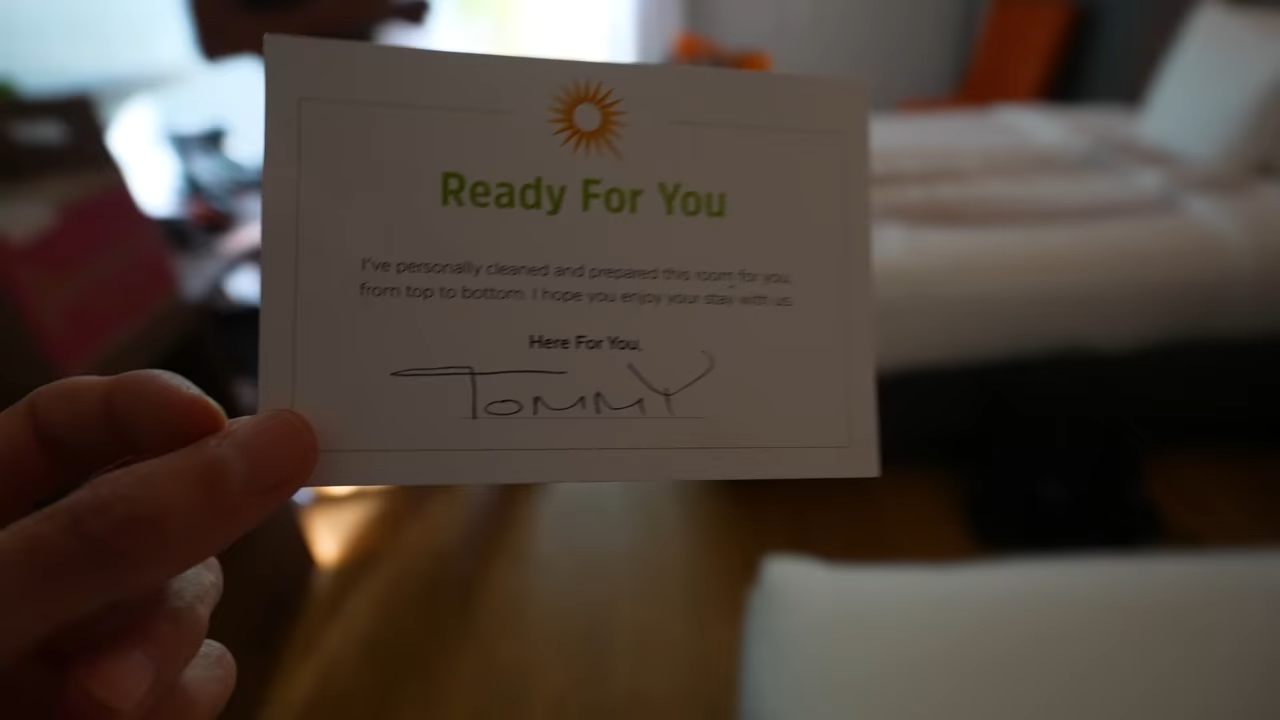 Ready For You
I've personally cleaned and prepared this room for you,
from top to bottom. I hope you enjoy your stay with us.
Here For You,
TOMMY